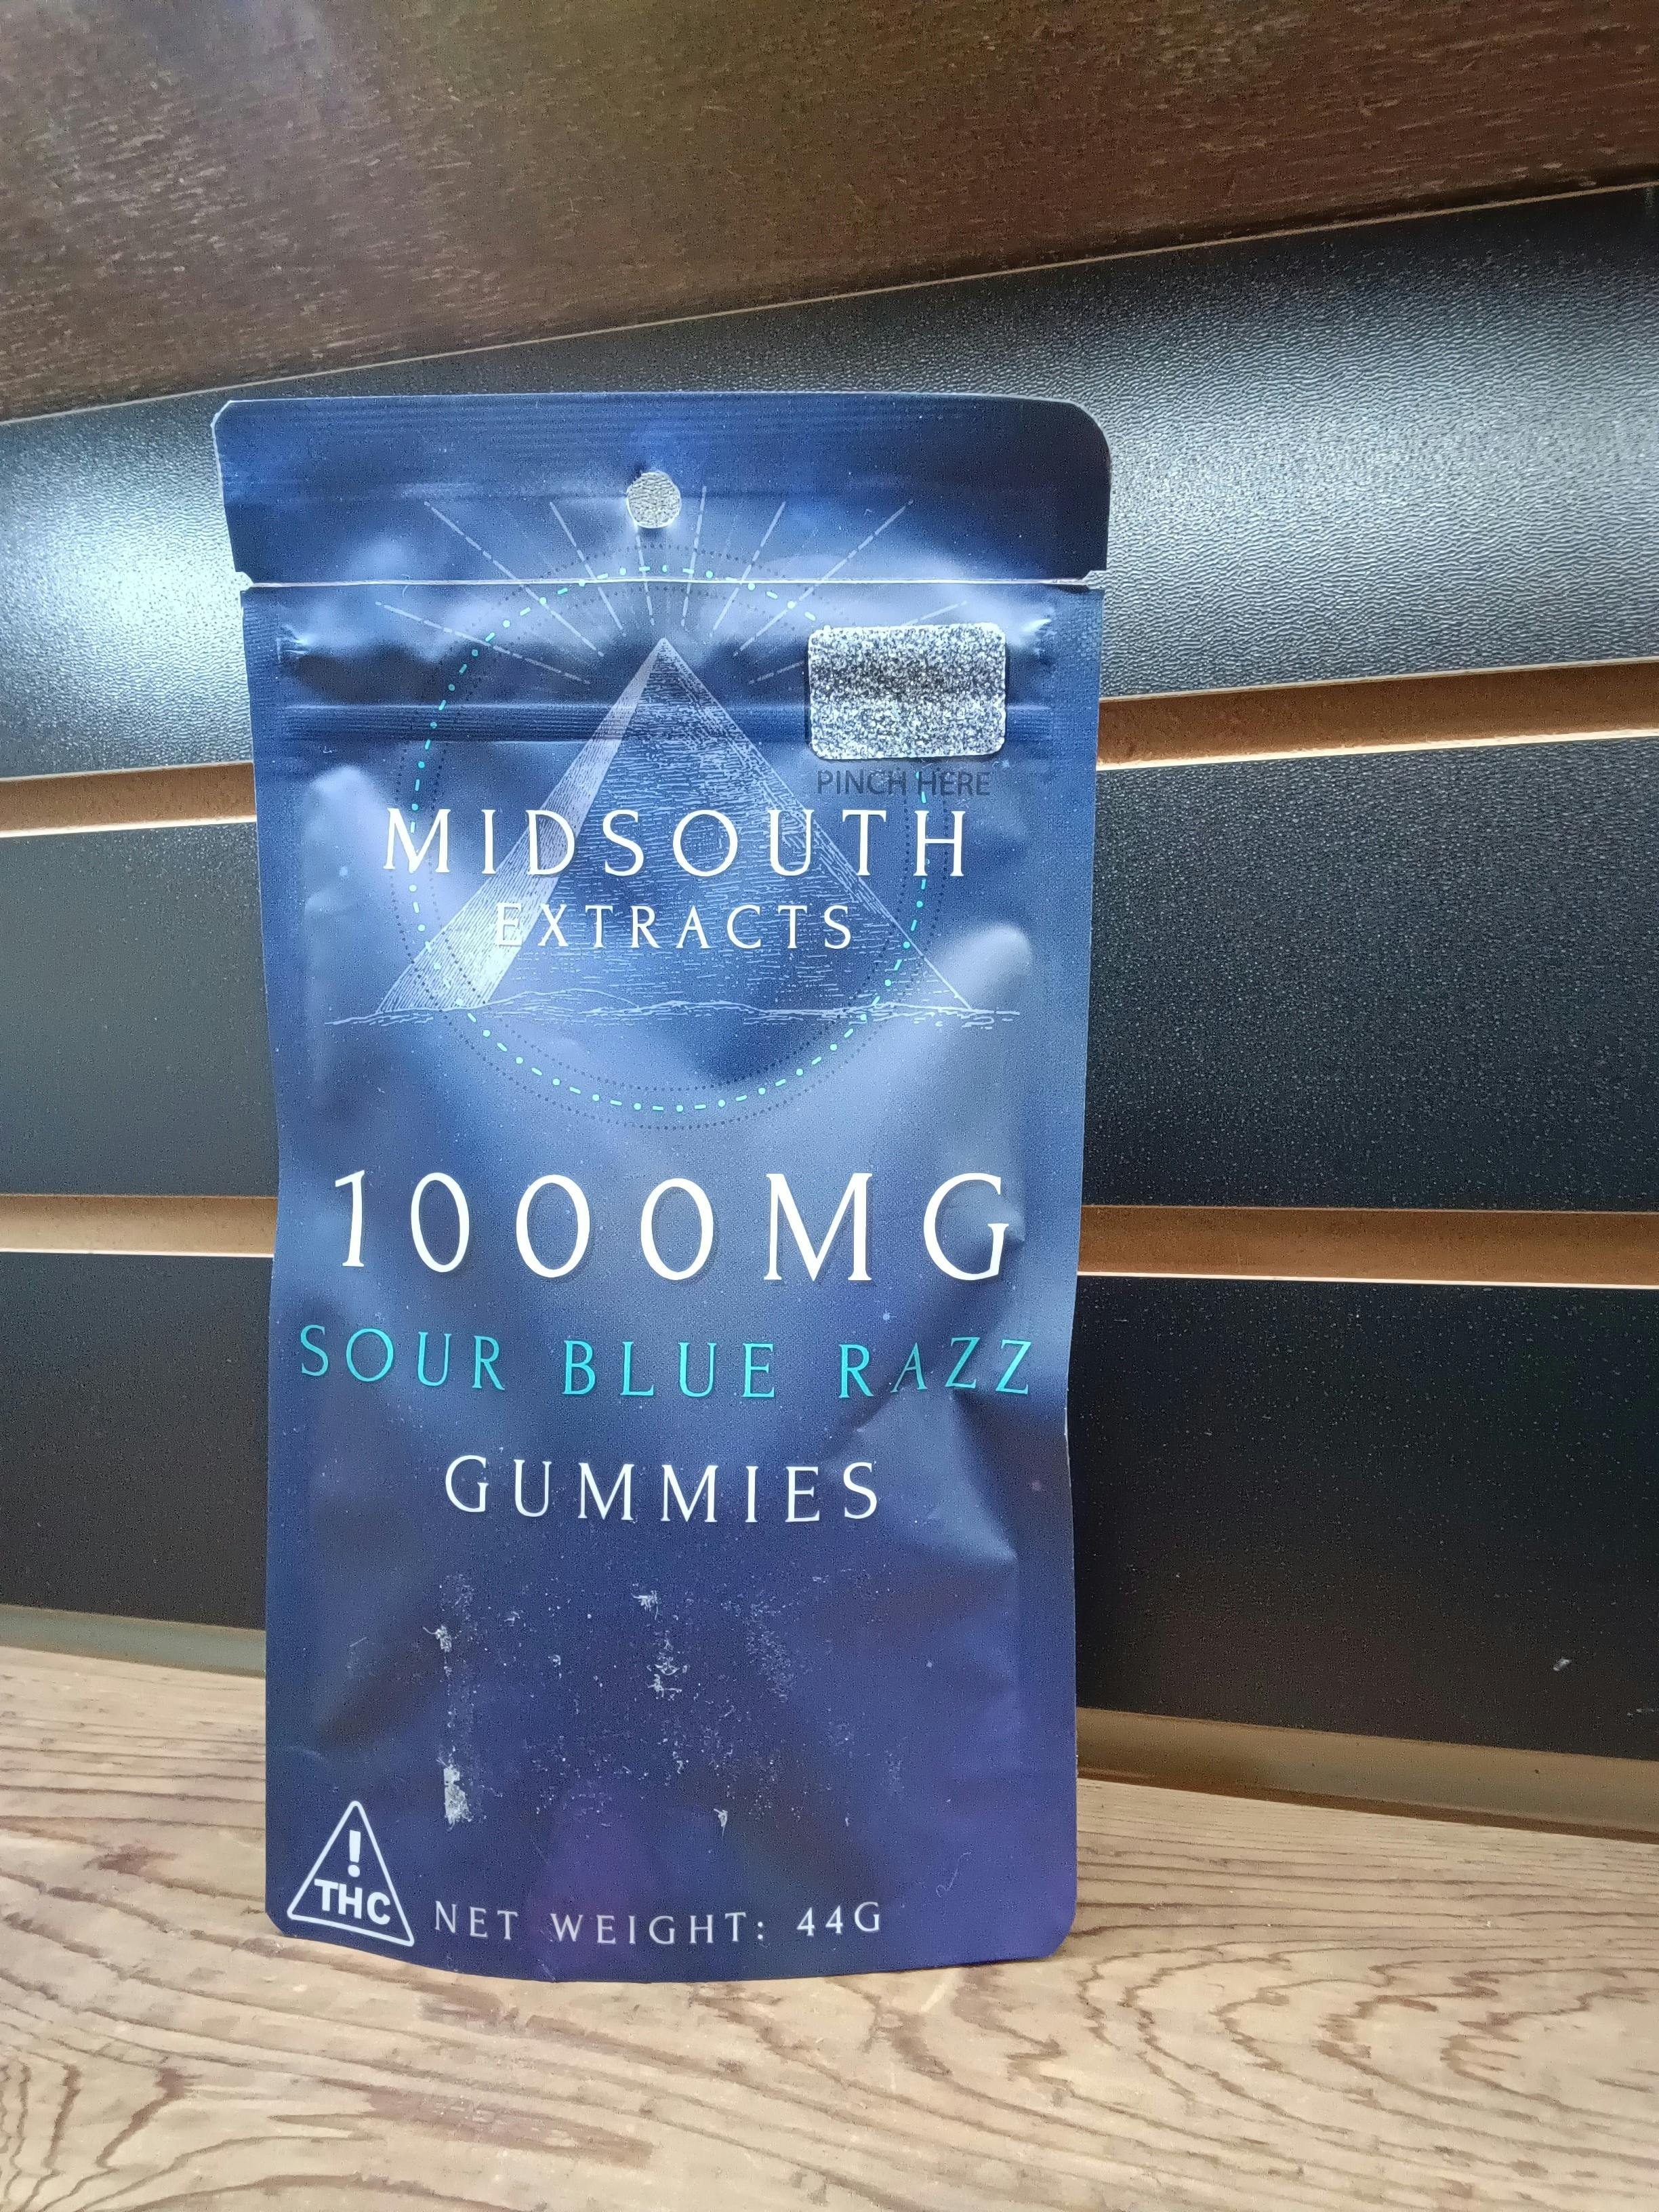 PINCH HERE
MIDSOUTH
EXTRACTS
1000MG
SOUR BLUE RAZZ
GUMMIES
!
THC
NET WEIGHT: 44G